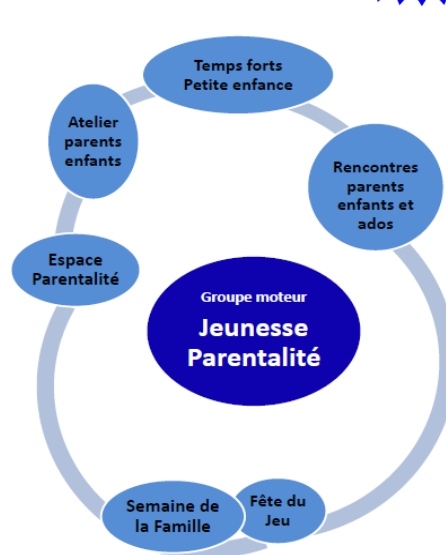 Temps forts
Petite enfance
Atelier
parents
enfants
Rencontres
parents
enfants et
ados
Espace
Parentalité
Groupe moteur
Jeunesse
Parentalité
Semaine de
la Famille
Fête du
Jeu